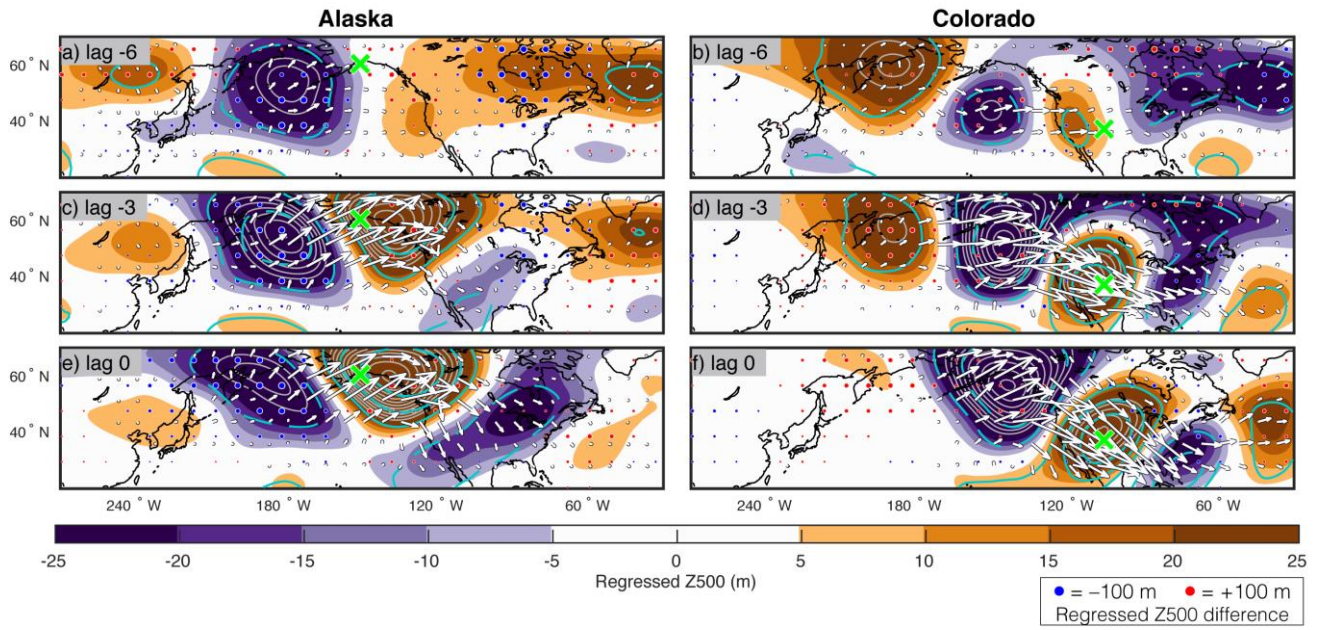 Alaska
Colorado
a) lag -6
60° N
40° N
b) lag -6
c) lag -3
60° N
40° N
d) lag -3
e) lag 0
60° N
40° N
f) lag 0
240° W 180° W 120° W 60° W
240° W 180° W 120° W 60° W
-25 -20 -15 -10 -5 0 5 10 15 20 25
Regressed Z500 (m)
= −100 m = +100 m
Regressed Z500 difference